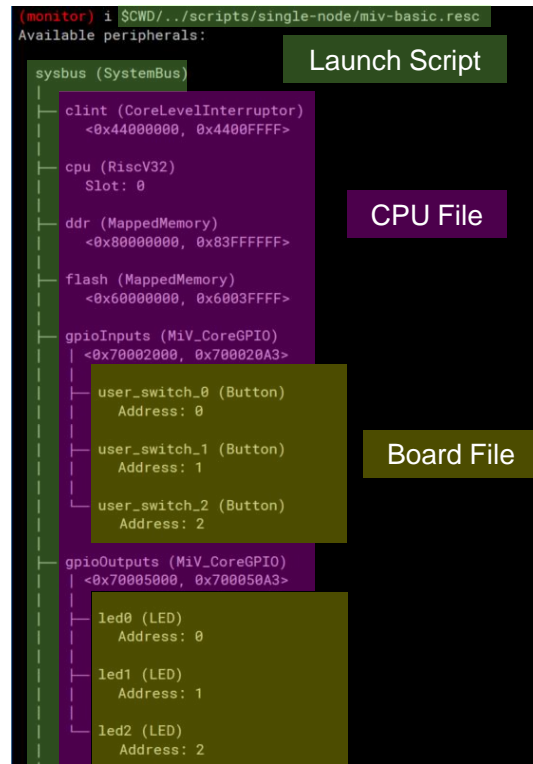 (monitor) i $CWD/../scripts/single-node/miv-basic.resc
Available peripherals:
Launch Script
sysbus (SystemBus)
clint (CoreLevelInterruptor)
<0x44000000, 0x4400FFFF>
cpu (RiscV32)
Slot: 0
CPU File
ddr (MappedMemory)
<0x80000000, 0x83FFFFFF>
flash (MappedMemory)
<0x60000000, 0x6003FFFF>
gpioInputs (MiV_CoreGPIO)
<0x70002000, 0x700020A3>
user_switch_0 (Button)
Address: 0
user_switch_1 (Button)
Address: 1
Board File
user_switch_2 (Button)
Address: 2
gpioOutputs (MiV_CoreGPIO)
<0x70005000, 0x700050A3>
led0 (LED)
Address: 0
led1 (LED)
Address: 1
led2 (LED)
Address: 2